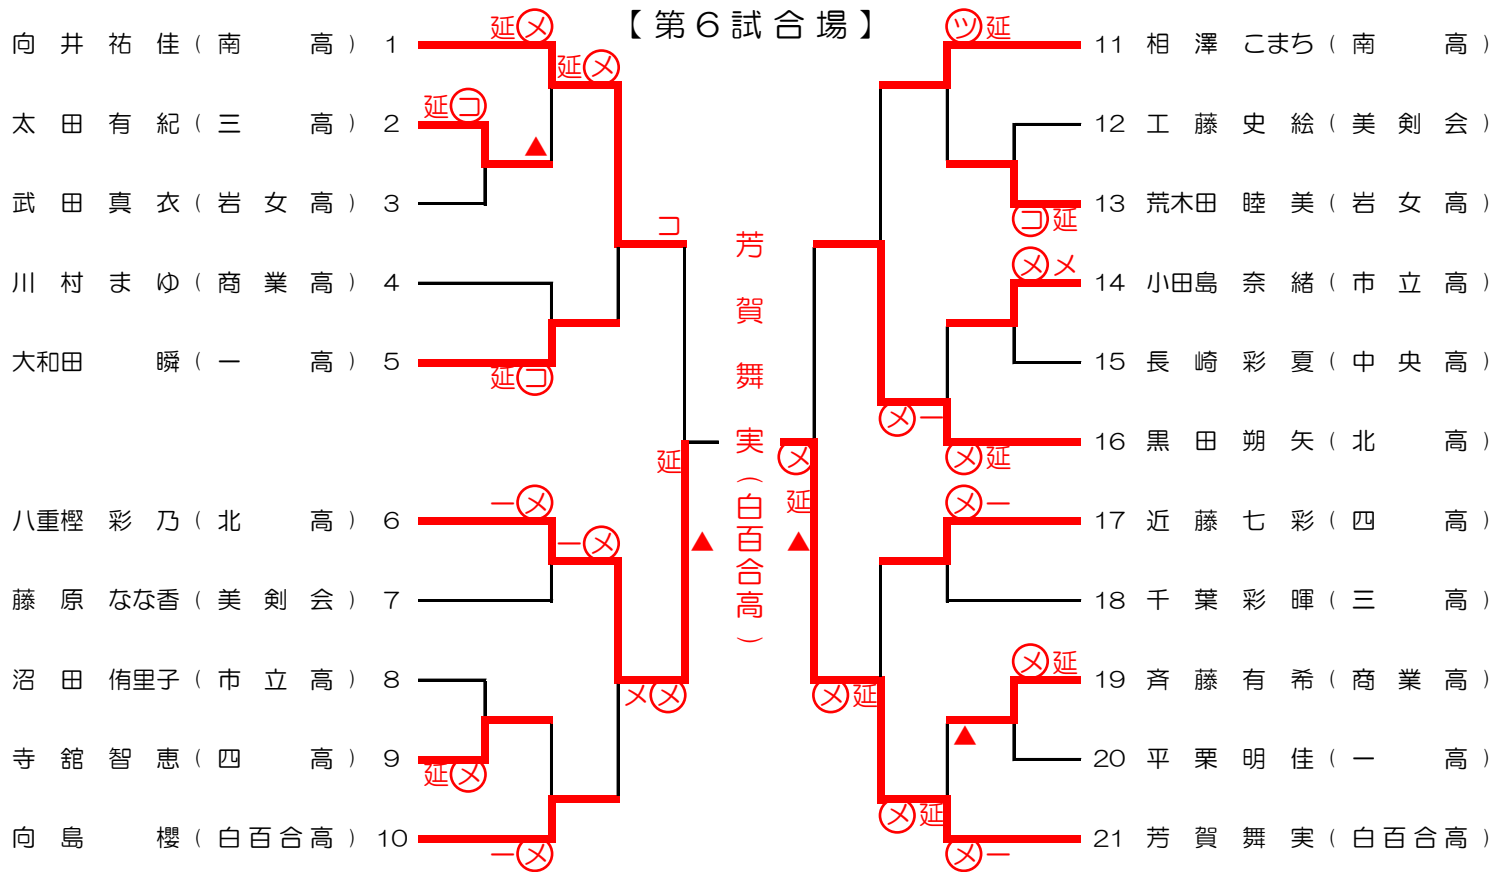 【第６試合場】
向井祐佳（南高）1
太田有紀（三高）2
武田真衣（岩女高）3
川村まゆ（商業高）4
大和田瞬（一高）5
八重樫彩乃（北高）6
藤原なな香（美剣会）7
沼田侑里子（市立高）8
寺舘智恵（四高）9
向島櫻（白百合高）10
延メ
延メ
延コ
▲
コ
延コ
延
一メ
一メ
▲
メメ
延メ
一メ
芳賀舞実（白百合高）
ツ延
コ延
メメ
メ一
メ延
メ
延
メ一
▲
メ延
メ延
▲
メ延
メ一
11 相澤こまち（南高）
12 工藤史絵（美剣会）
13 荒木田睦美（岩女高）
14 小田島奈緒（市立高）
15 長崎彩夏（中央高）
16 黒田朔矢（北高）
17 近藤七彩（四高）
18 千葉彩暉（三高）
19 斉藤有希（商業高）
20 平栗明佳（一高）
21 芳賀舞実（白百合高）